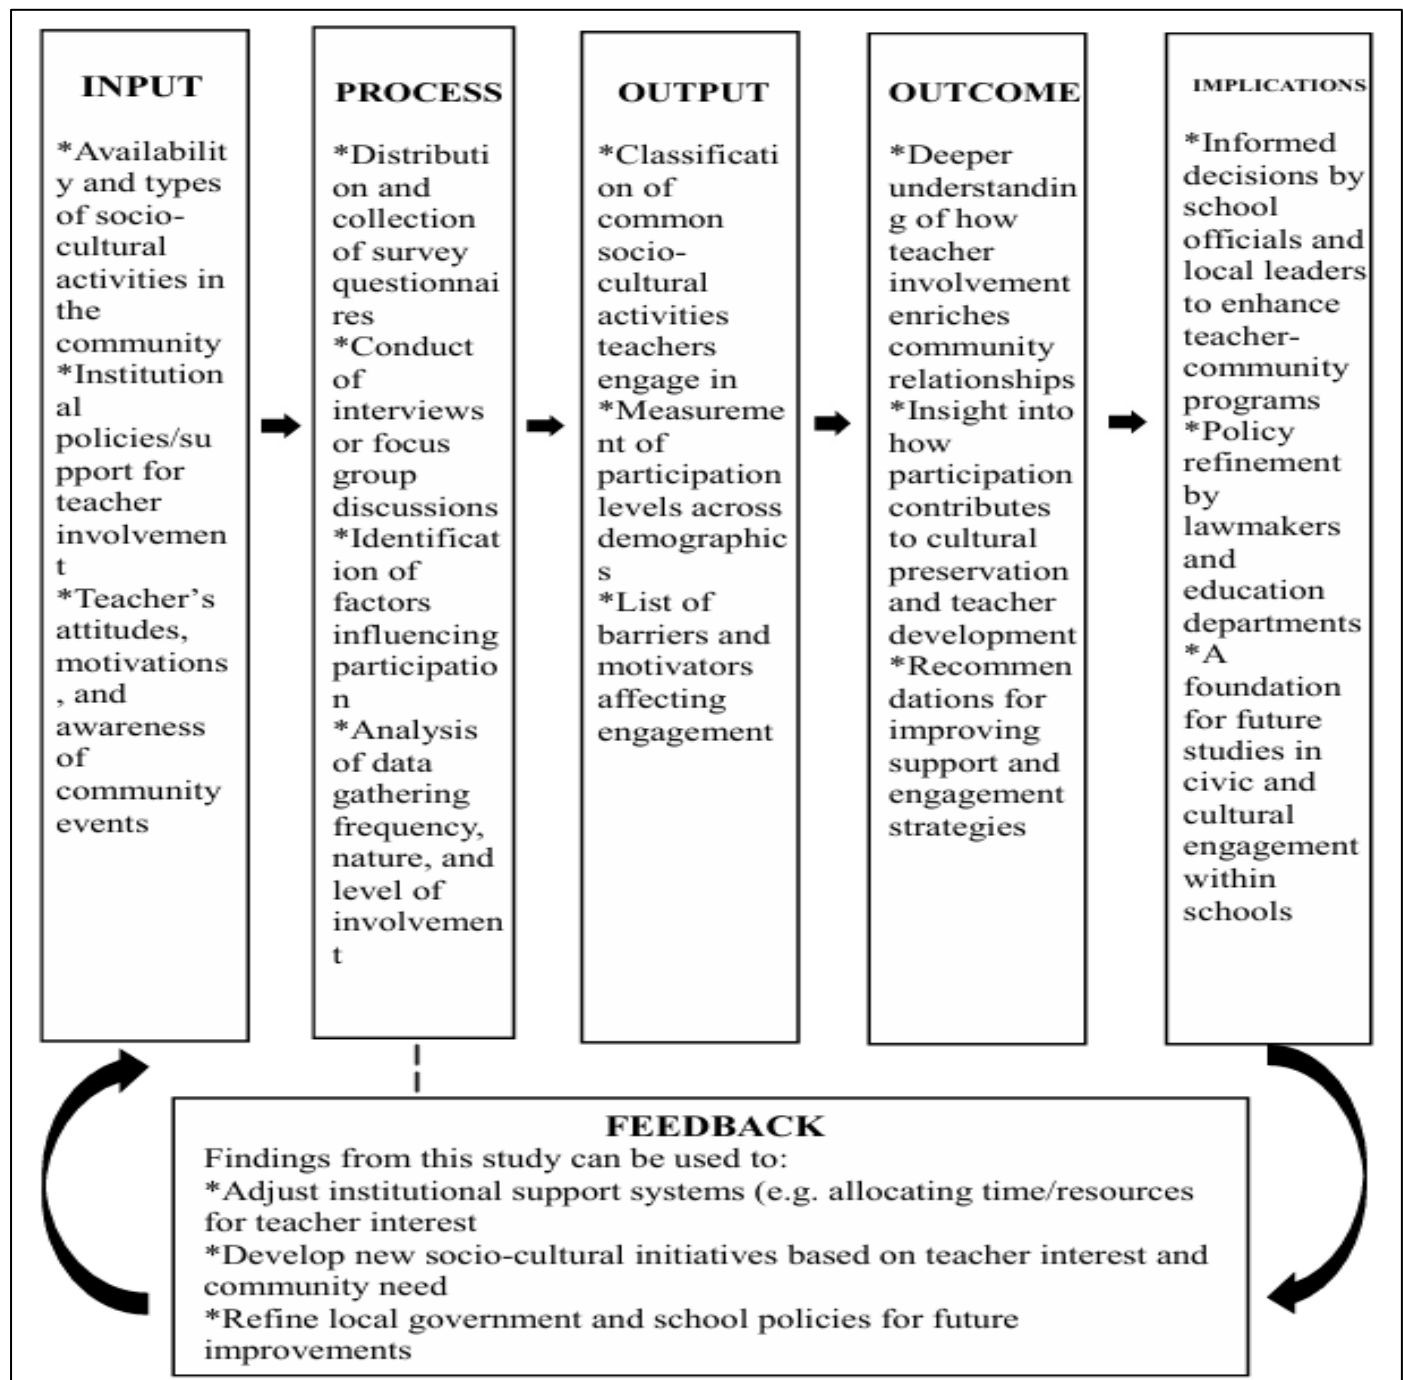 INPUT
*Availabilit
y and types
of socio-
cultural
activities in
the
community
*Institution
al
policies/su
pport for
teacher
involvemen
t
*Teacher’s
attitudes,
motivations
, and
awareness
of
community
events
PROCESS
*Distributi
on and
collection
of survey
questionnai
res
*Conduct
of
interviews
or focus
group
discussions
*Identificat
ion of
factors
influencing
participatio
n
*Analysis
of data
gathering
frequency,
nature, and
level of
involvemen
t
OUTPUT
*Classificati
on of
common
socio-
cultural
activities
teachers
engage in
*Measureme
nt of
participation
levels across
demographic
s
*List of
barriers and
motivators
affecting
engagement
OUTCOME
*Deeper
understandin
g of how
teacher
involvement
enriches
community
relationships
*Insight into
how
participation
contributes
to cultural
preservation
and teacher
development
*Recommen
dations for
improving
support and
engagement
strategies
IMPLICATIONS
*Informed
decisions by
school
officials and
local leaders
to enhance
teacher-
community
programs
*Policy
refinement
by
lawmakers
and
education
departments
*A
foundation
for future
studies in
civic and
cultural
engagement
within
schools
FEEDBACK
Findings from this study can be used to:
*Adjust institutional support systems (e.g. allocating time/resources
for teacher interest
*Develop new socio-cultural initiatives based on teacher interest and
community need
*Refine local government and school policies for future
improvements